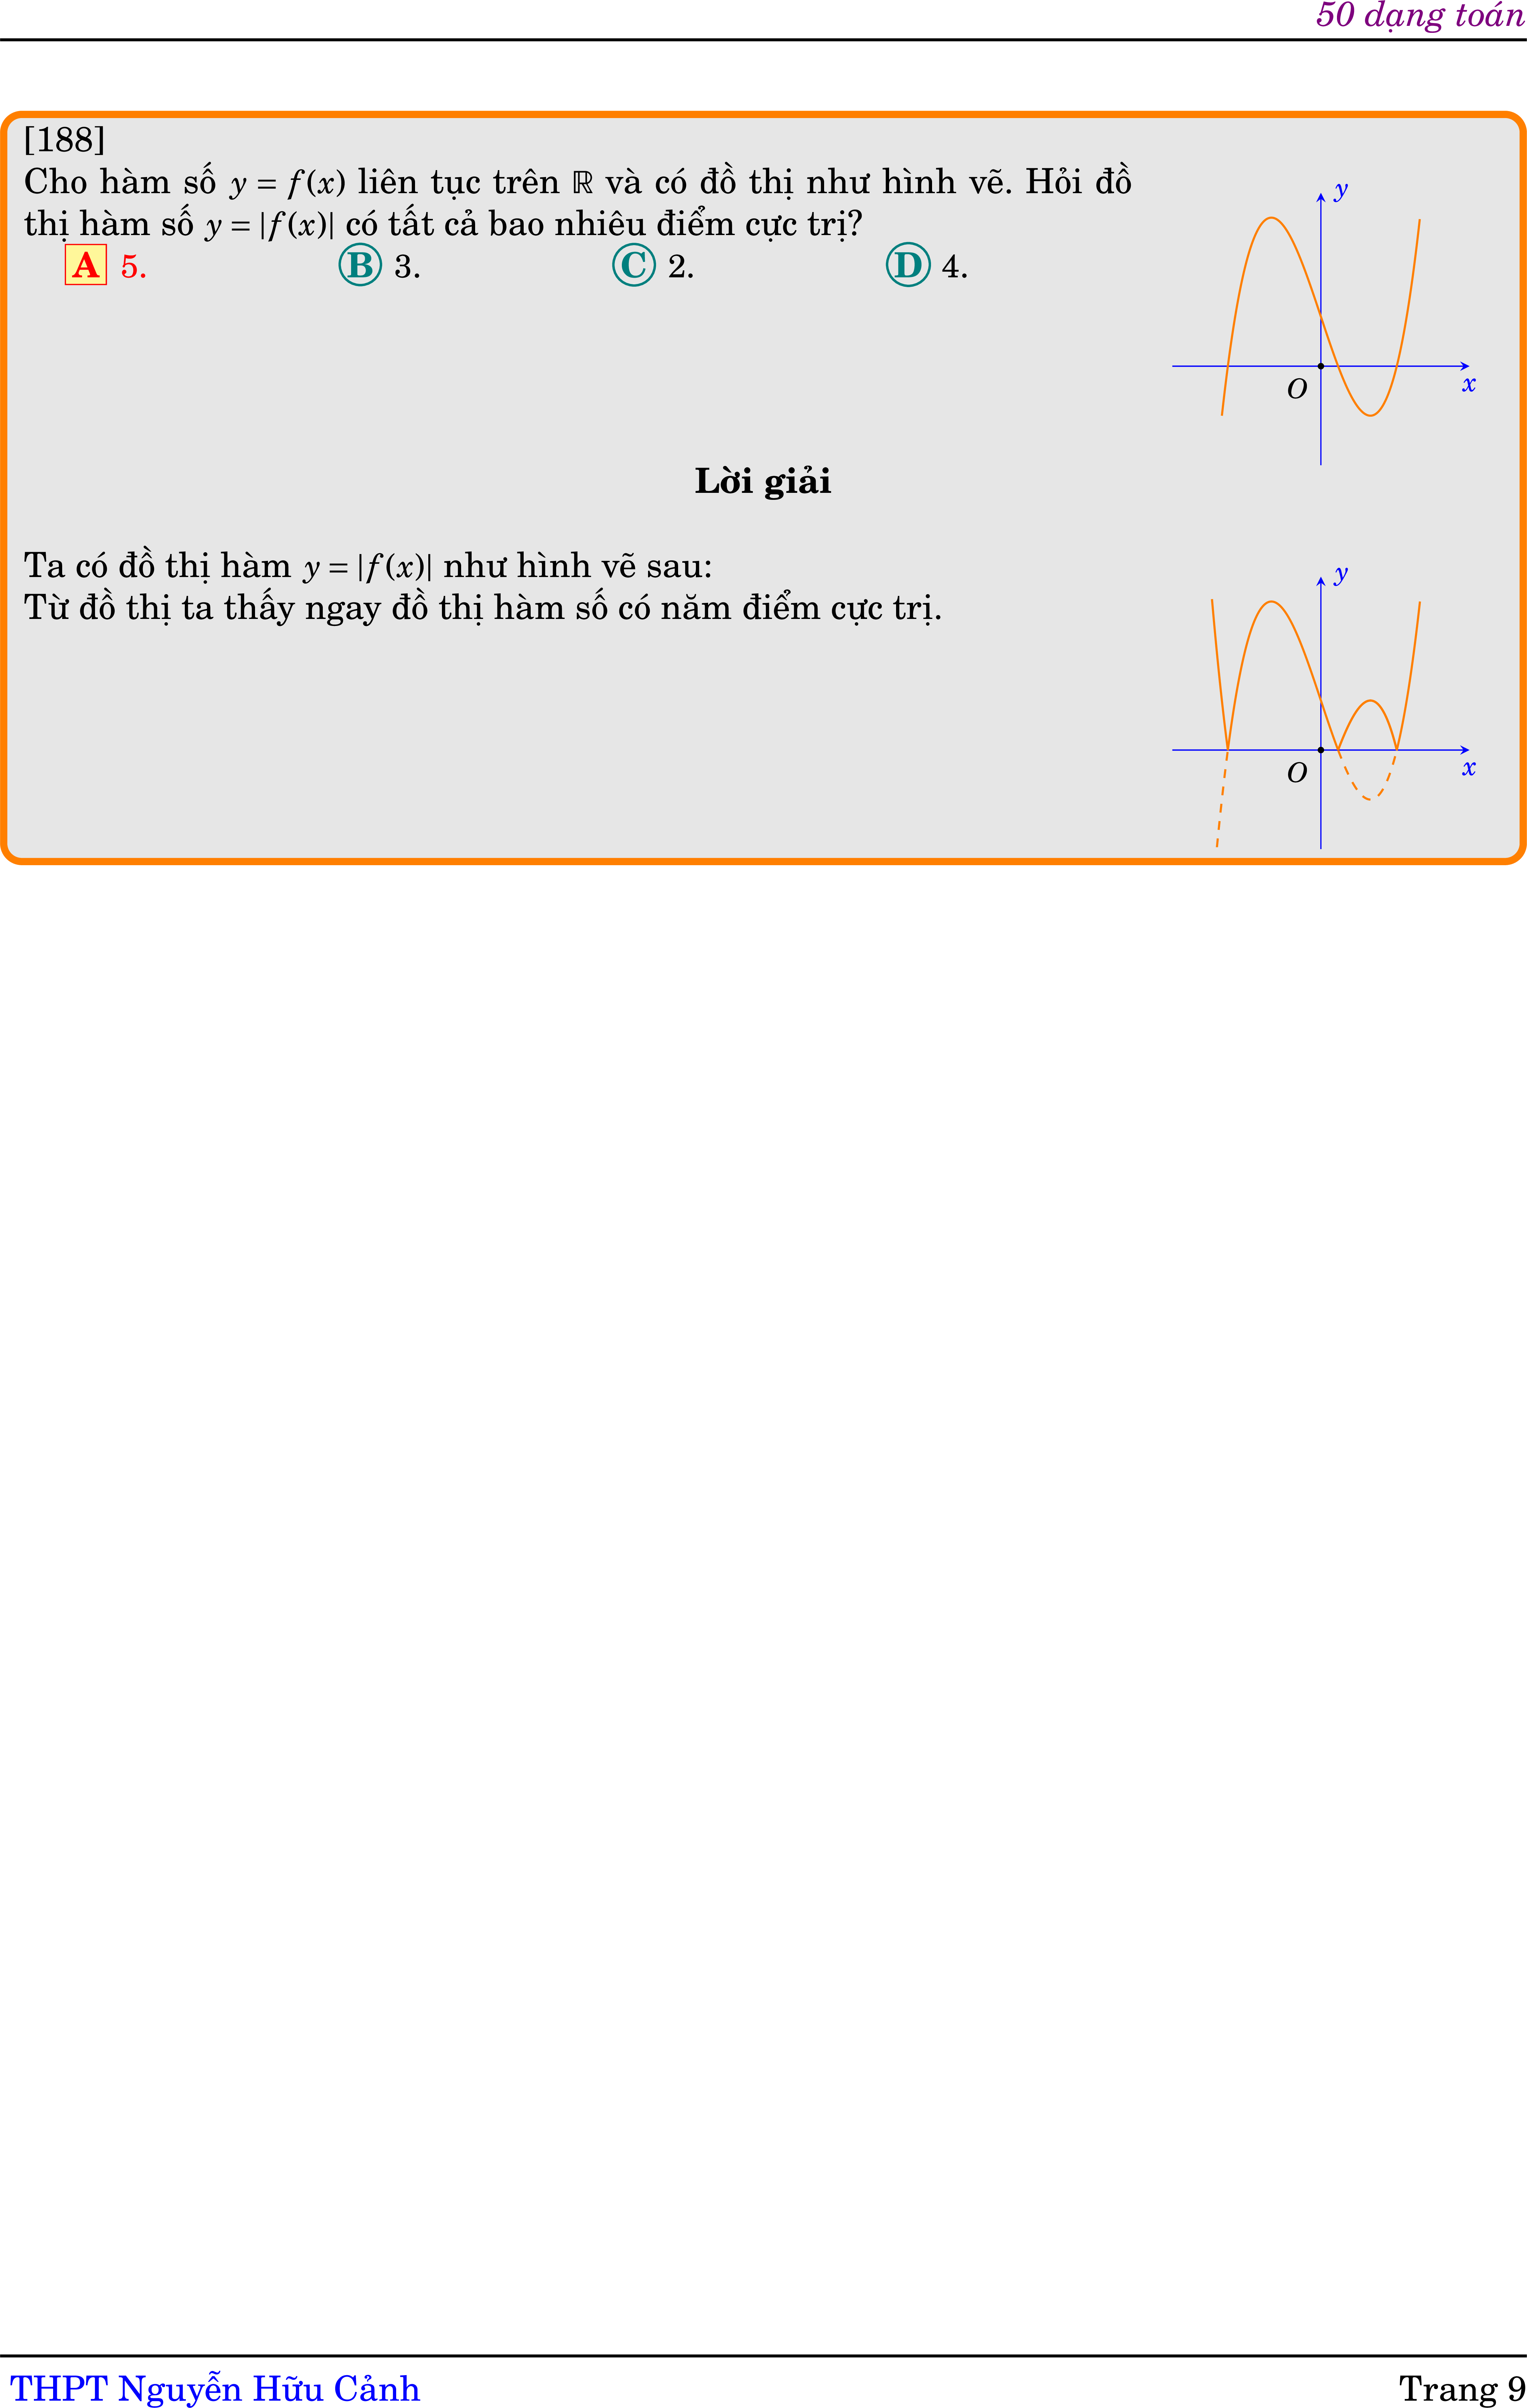 50 dạng toán
[188]
Cho hàm số y = f(x) liên tục trên ℝ và có đồ thị như hình vẽ. Hỏi đồ
thị hàm số y = |f(x)| có tất cả bao nhiêu điểm cực trị?
A 5. B 3. C 2. D 4.
y
x
O
Lời giải
Ta có đồ thị hàm y = |f(x)| như hình vẽ sau:
Từ đồ thị ta thấy ngay đồ thị hàm số có năm điểm cực trị.
y
x
O
THPT Nguyễn Hữu Cảnh
Trang 9